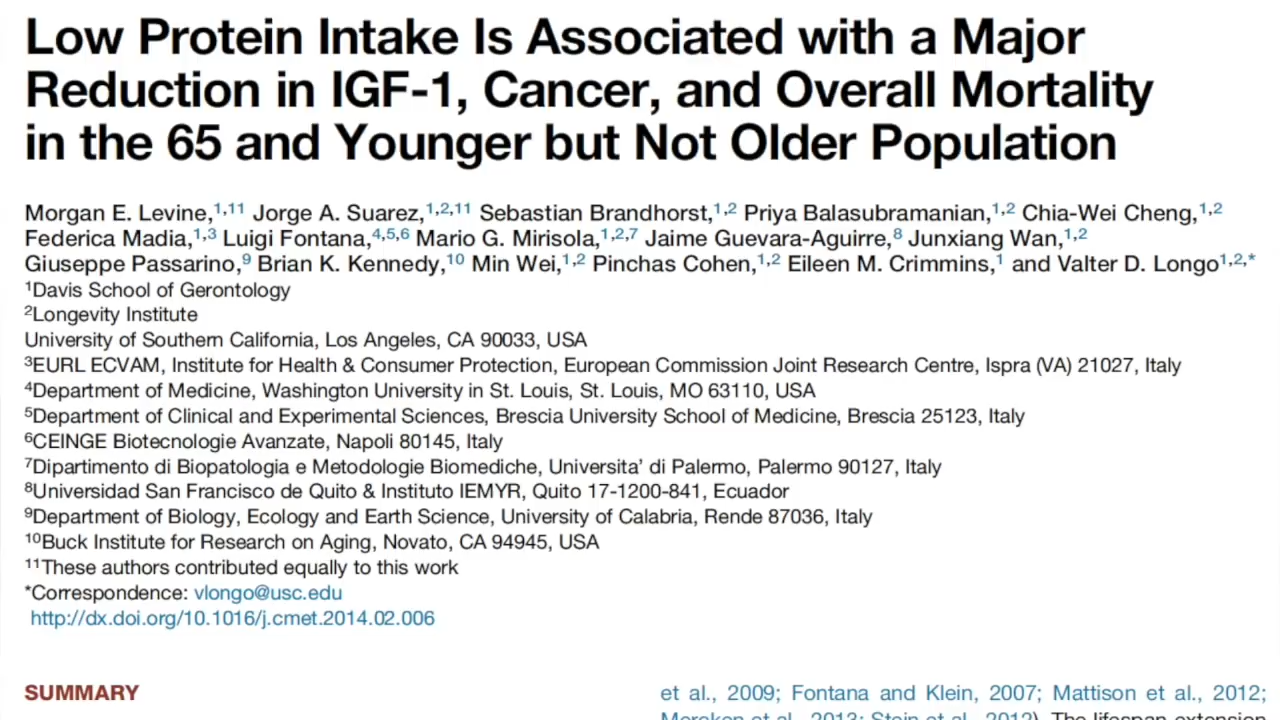 Low Protein Intake Is Associated with a Major
Reduction in IGF-1, Cancer, and Overall Mortality
in the 65 and Younger but Not Older Population
Morgan E. Levine,1,11 Jorge A. Suarez,1,2,11 Sebastian Brandhorst,1,2 Priya Balasubramanian,1,2 Chia-Wei Cheng,1,2
Federica Madia,1,3 Luigi Fontana,4,5,6 Mario G. Mirisola,1,2,7 Jaime Guevara-Aguirre,8 Junxiang Wan,1,2
Giuseppe Passarino,9 Brian K. Kennedy,10 Min Wei,1,2 Pinchas Cohen,1,2 Eileen M. Crimmins,1 and Valter D. Longo1,2,*
1Davis School of Gerontology
2Longevity Institute
University of Southern California, Los Angeles, CA 90033, USA
3EURL ECVAM, Institute for Health & Consumer Protection, European Commission Joint Research Centre, Ispra (VA) 21027, Italy
4Department of Medicine, Washington University in St. Louis, St. Louis, MO 63110, USA
5Department of Clinical and Experimental Sciences, Brescia University School of Medicine, Brescia 25123, Italy
6CEINGE Biotecnologie Avanzate, Napoli 80145, Italy
7Dipartimento di Biopatologia e Metodologie Biomediche, Universita' di Palermo, Palermo 90127, Italy
8Universidad San Francisco de Quito & Instituto IEMYR, Quito 17-1200-841, Ecuador
9Department of Biology, Ecology and Earth Science, University of Calabria, Rende 87036, Italy
10Buck Institute for Research on Aging, Novato, CA 94945, USA
11These authors contributed equally to this work
*Correspondence: vlongo@usc.edu
http://dx.doi.org/10.1016/j.cmet.2014.02.006
SUMMARY
et al., 2009; Fontana and Klein, 2007; Mattison et al., 2012;
et al., 2013; Stein et al., 2012). The lifespan extension